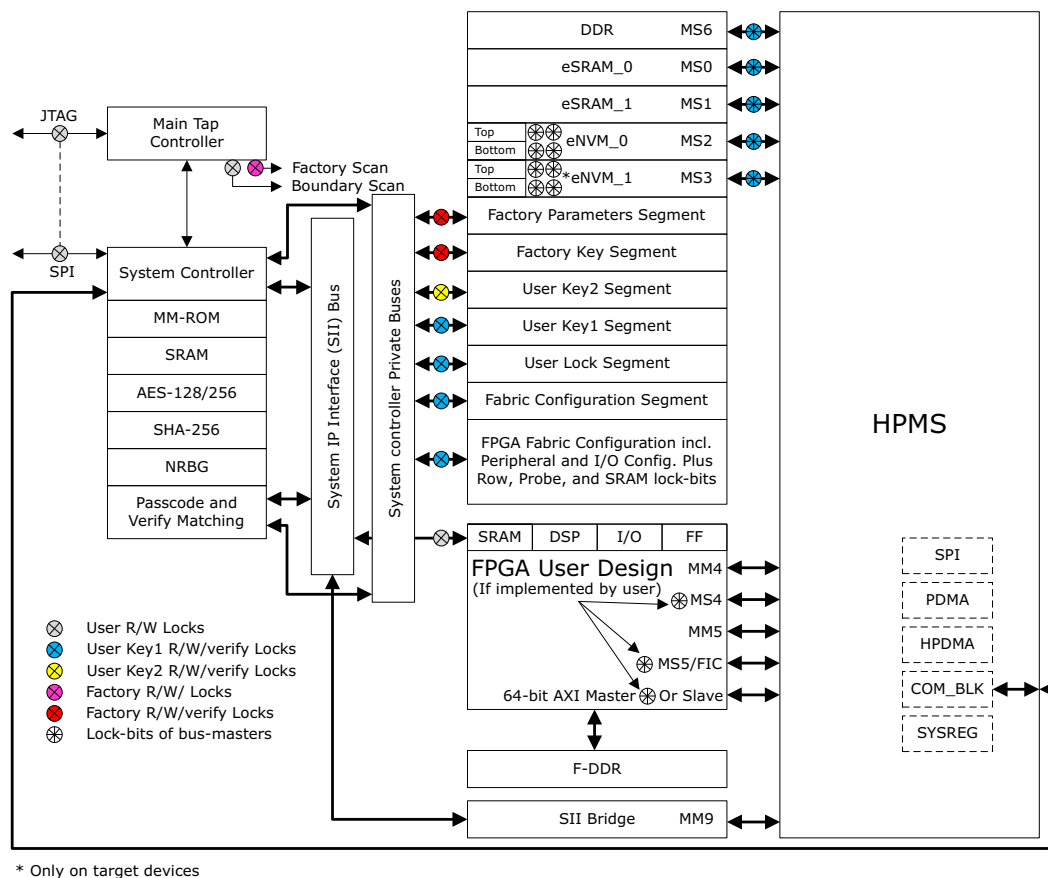 DDR MS6
eSRAM_0 MS0
eSRAM_1 MS1
Top
Bottom
eNVM_0 MS2
Top
Bottom
*eNVM_1 MS3
Factory Parameters Segment
Factory Key Segment
User Key2 Segment
User Key1 Segment
User Lock Segment
Fabric Configuration Segment
FPGA Fabric Configuration incl.
Peripheral and I/O Config. Plus
Row, Probe, and SRAM lock-bits
JTAG
Main Tap
Controller
Factory Scan
Boundary Scan
SPI
System Controller
MM-ROM
SRAM
AES-128/256
SHA-256
NRBG
Passcode and
Verify Matching
System IP Interface (SII) Bus
System controller Private Buses
SRAM DSP I/O FF
FPGA User Design
(If implemented by user)
MM4
MS4
MM5
MS5/FIC
64-bit AXI Master Or Slave
F-DDR
SII Bridge MM9
HPMS
SPI
PDMA
HPDMA
COM_BLK
SYSREG
User R/W Locks
User Key1 R/W/verify Locks
User Key2 R/W/verify Locks
Factory R/W/ Locks
Factory R/W/verify Locks
Lock-bits of bus-masters
* Only on target devices